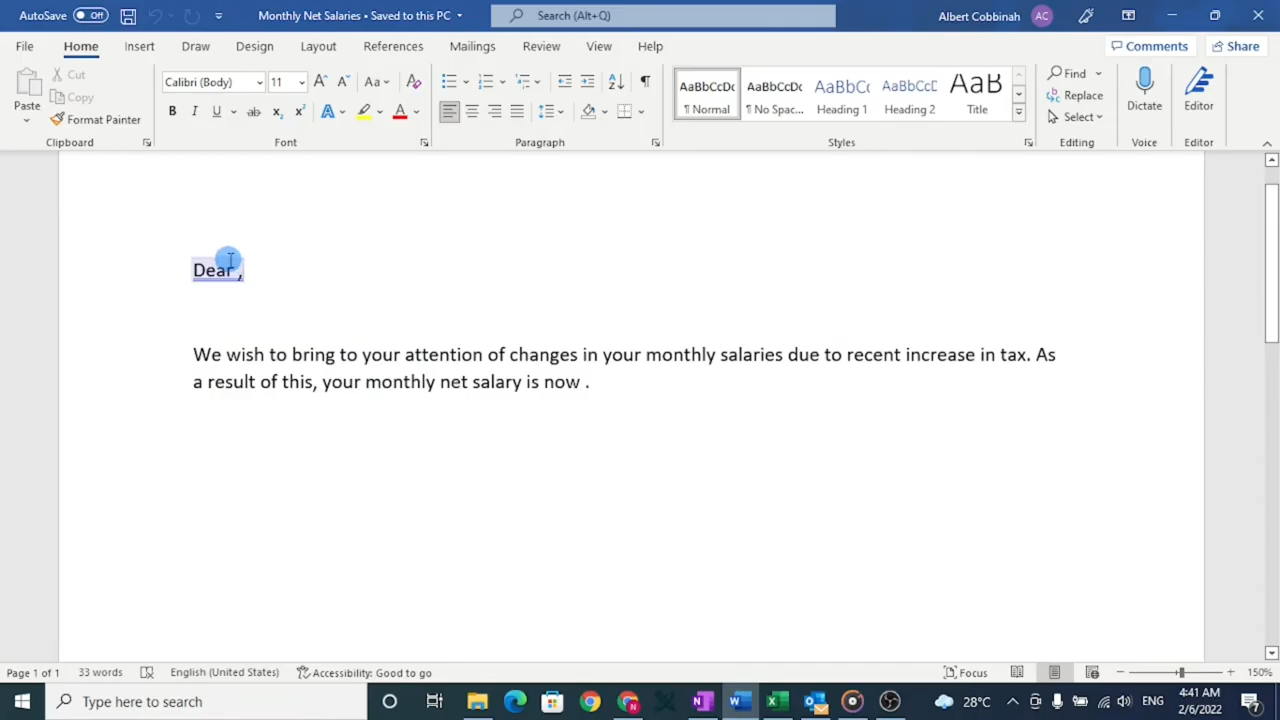 AutoSave Off Monthly Net Salaries • Saved to this PC Search (Alt+Q) Albert Cobbinah AC
File Home Insert Draw Design Layout References Mailings Review View Help Comments Share
Paste Cut Copy Format Painter
Calibri (Body) 11
AaBbCcDc AaBbCcDc AaBbCc AaBbCcD AaB
¶ Normal ¶ No Spac... Heading 1 Heading 2 Title
Find Replace Select
Dictate Editor
Clipboard Font Paragraph Styles Editing Voice Editor
Dear ,
We wish to bring to your attention of changes in your monthly salaries due to recent increase in tax. As
a result of this, your monthly net salary is now .
Page 1 of 1 33 words English (United States) Accessibility: Good to go Focus 150%
Type here to search 28°C ENG 4:41 AM
2/6/2022 7